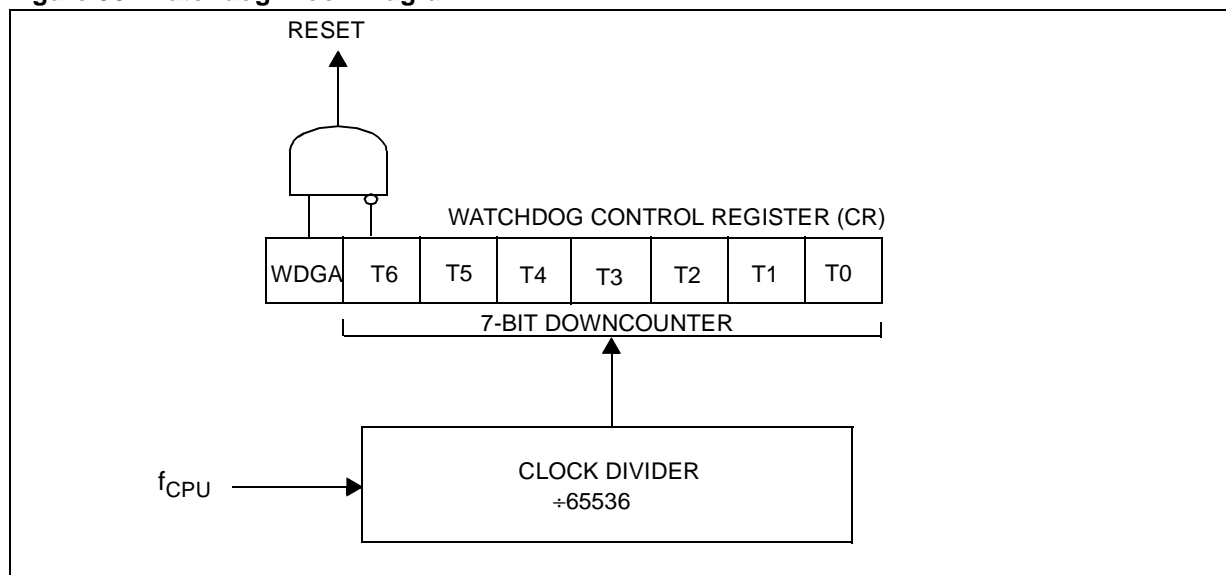 RESET
WATCHDOG CONTROL REGISTER (CR)
WDGA T6 T5 T4 T3 T2 T1 T0
7-BIT DOWNCOUNTER
fCPU
CLOCK DIVIDER
÷65536